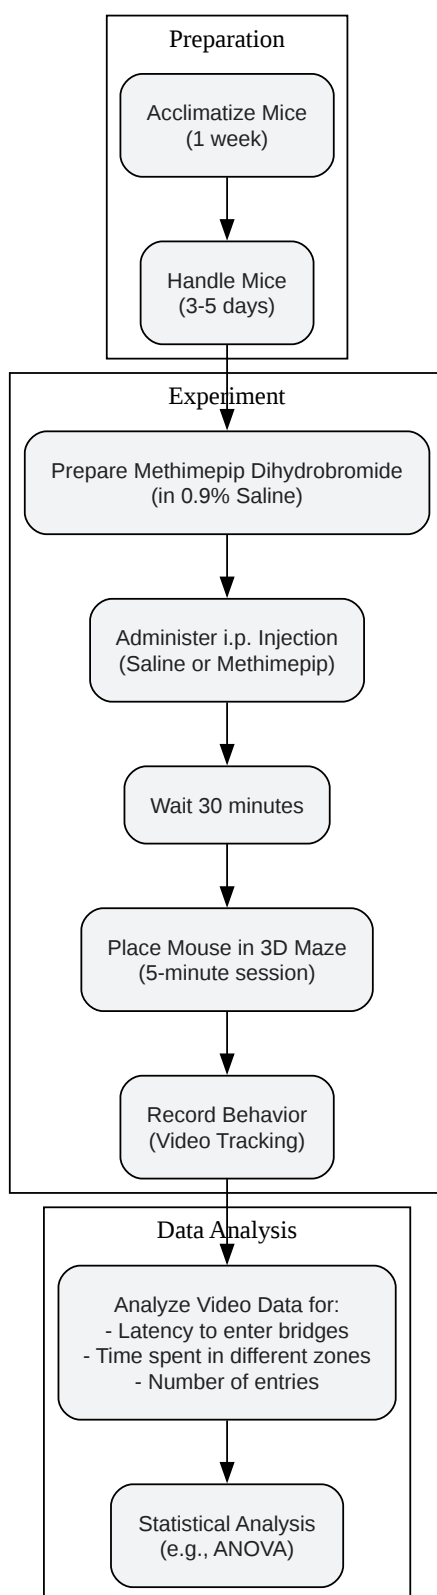 Preparation
Acclimatize Mice
(1 week)
Handle Mice
(3-5 days)
Experiment
Prepare Methimepip Dihydrobromide
(in 0.9% Saline)
Administer i.p. Injection
(Saline or Methimepip)
Wait 30 minutes
Place Mouse in 3D Maze
(5-minute session)
Record Behavior
(Video Tracking)
Data Analysis
Analyze Video Data for:
- Latency to enter bridges
- Time spent in different zones
- Number of entries
Statistical Analysis
(e.g., ANOVA)